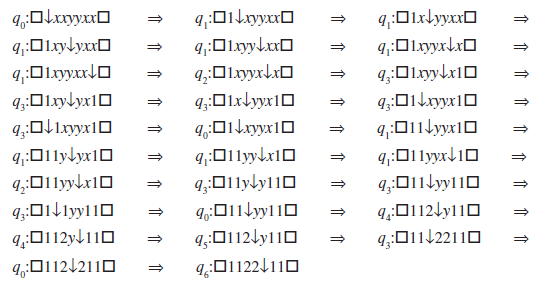 q₀:□↓xxyyxx□ ⇒ q₁:□1↓xyyxx□ ⇒ q₁:□1x↓yyxx□ ⇒
q₁:□1xy↓yxx□ ⇒ q₁:□1xyy↓xx□ ⇒ q₁:□1xyyx↓x□ ⇒
q₁:□1xyyxx↓□ ⇒ q₂:□1xyyx↓x□ ⇒ q₃:□1xyy↓x1□ ⇒
q₃:□1xy↓yx1□ ⇒ q₃:□1x↓yyx1□ ⇒ q₃:□1↓xyyx1□ ⇒
q₃:□↓1xyyx1□ ⇒ q₀:□1↓xyyx1□ ⇒ q₁:□11↓yyx1□ ⇒
q₁:□11y↓yx1□ ⇒ q₁:□11yy↓x1□ ⇒ q₁:□11yyx↓1□ ⇒
q₂:□11yy↓x1□ ⇒ q₃:□11y↓y11□ ⇒ q₃:□11↓yy11□ ⇒
q₃:□1↓1yy11□ ⇒ q₀:□11↓yy11□ ⇒ q₄:□112↓y11□ ⇒
q₄:□112y↓11□ ⇒ q₅:□112↓y11□ ⇒ q₃:□11↓2211□ ⇒
q₀:□112↓211□ ⇒ q₆:□1122↓11□